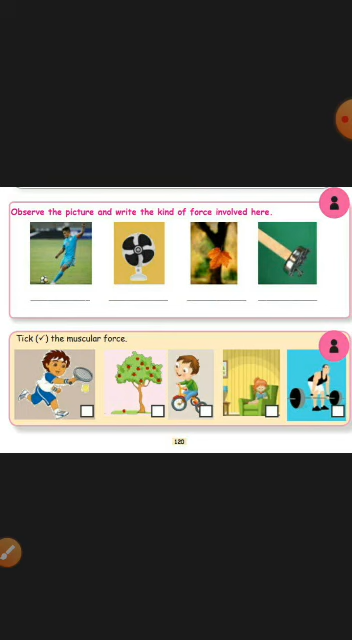 Observe the picture and write the kind of force involved here.
Tick (✓) the muscular force.
120